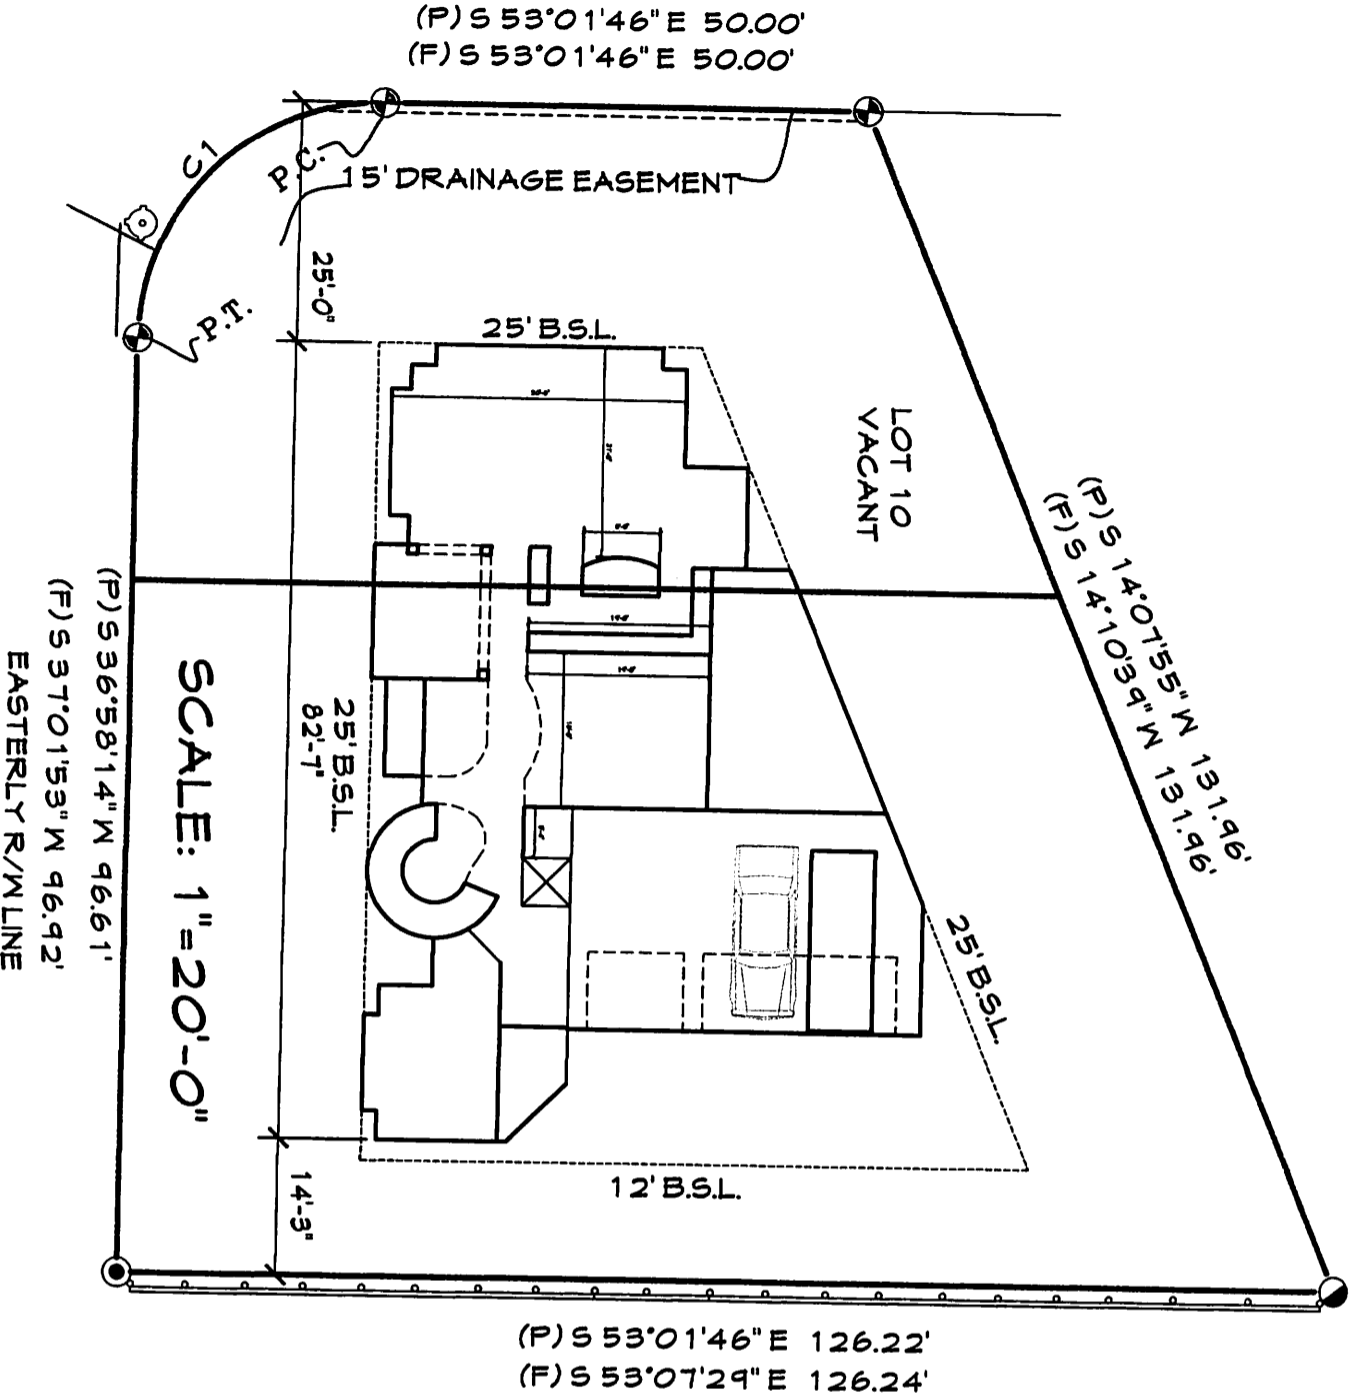 (P) S 53°01'46" E 50.00'
(F) S 53°01'46" E 50.00'
C1
P.C.
15' DRAINAGE EASEMENT
25'-0"
P.T.
25' B.S.L.
LOT 10
VACANT
(P) S 14°07'55" W 131.96'
(F) S 14°10'39" W 131.96'
(P) S 36°58'14" W 96.61'
(F) S 37°01'53" W 96.92'
EASTERLY R/W LINE
SCALE: 1"=20'-0"
25' B.S.L.
82'-7"
25' B.S.L.
12' B.S.L.
14'-3"
(P) S 53°01'46" E 126.22'
(F) S 53°07'29" E 126.24'